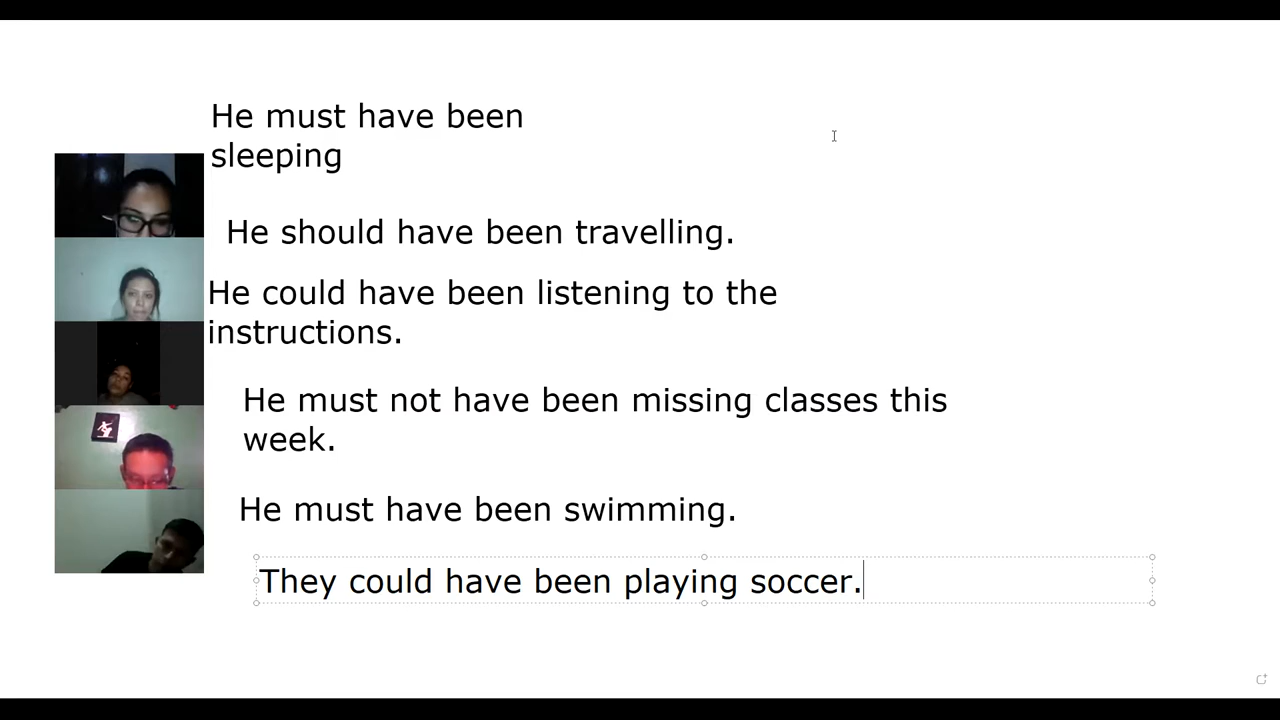 He must have been
sleeping
He should have been travelling.
He could have been listening to the
instructions.
He must not have been missing classes this
week.
He must have been swimming.
They could have been playing soccer.